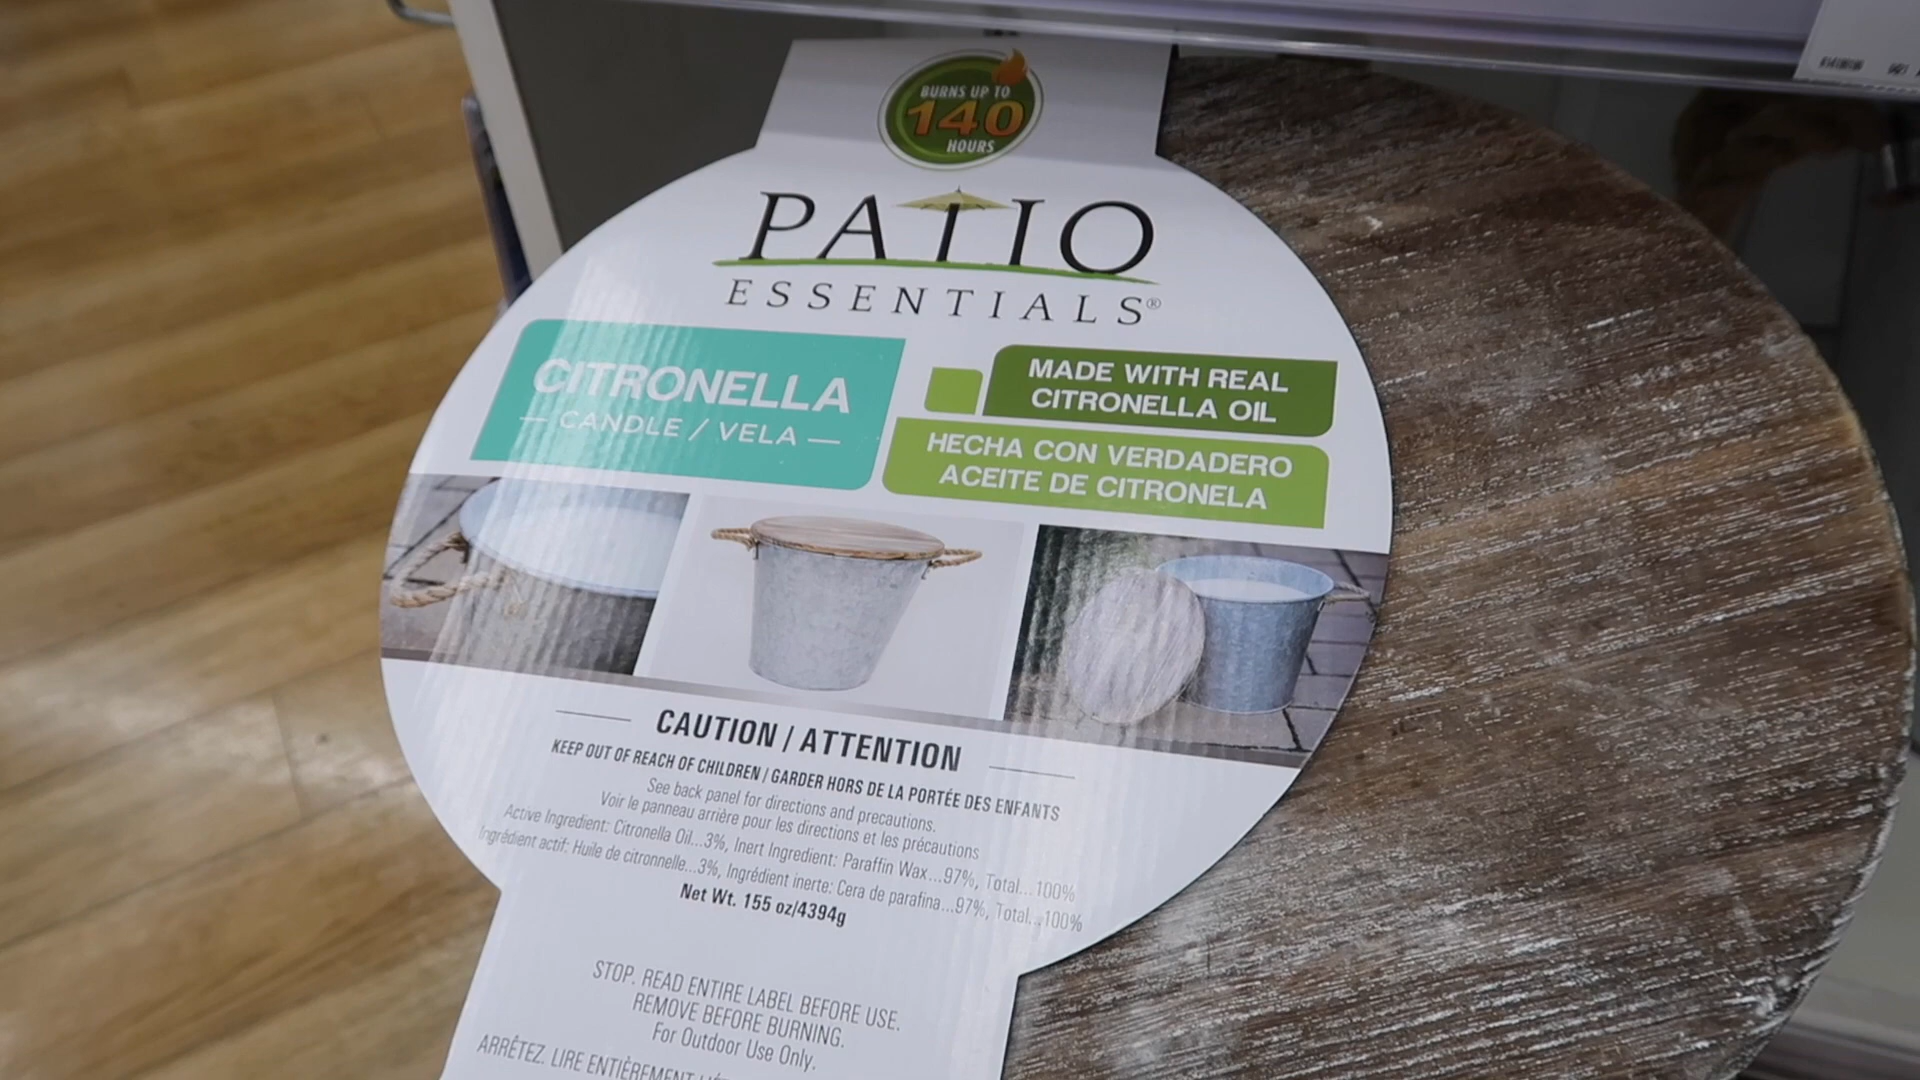 BURNS UP TO
140
HOURS
PATIO
ESSENTIALS®
CITRONELLA
— CANDLE / VELA —
MADE WITH REAL
CITRONELLA OIL
HECHA CON VERDADERO
ACEITE DE CITRONELA
CAUTION / ATTENTION
KEEP OUT OF REACH OF CHILDREN / GARDER HORS DE LA PORTÉE DES ENFANTS
See back panel for directions and precautions.
Voir le panneau arrière pour les directions et les précautions
Active Ingredient: Citronella Oil...3%, Inert Ingredient: Paraffin Wax...97%, Total...100%
Ingrédient actif: Huile de citronnelle...3%, Ingrédient inerte: Cera de parafina...97%, Total...100%
Net Wt. 155 oz/4394g
STOP. READ ENTIRE LABEL BEFORE USE.
REMOVE BEFORE BURNING.
For Outdoor Use Only.
ARRÊTEZ. LIRE ENTIÈREMENT